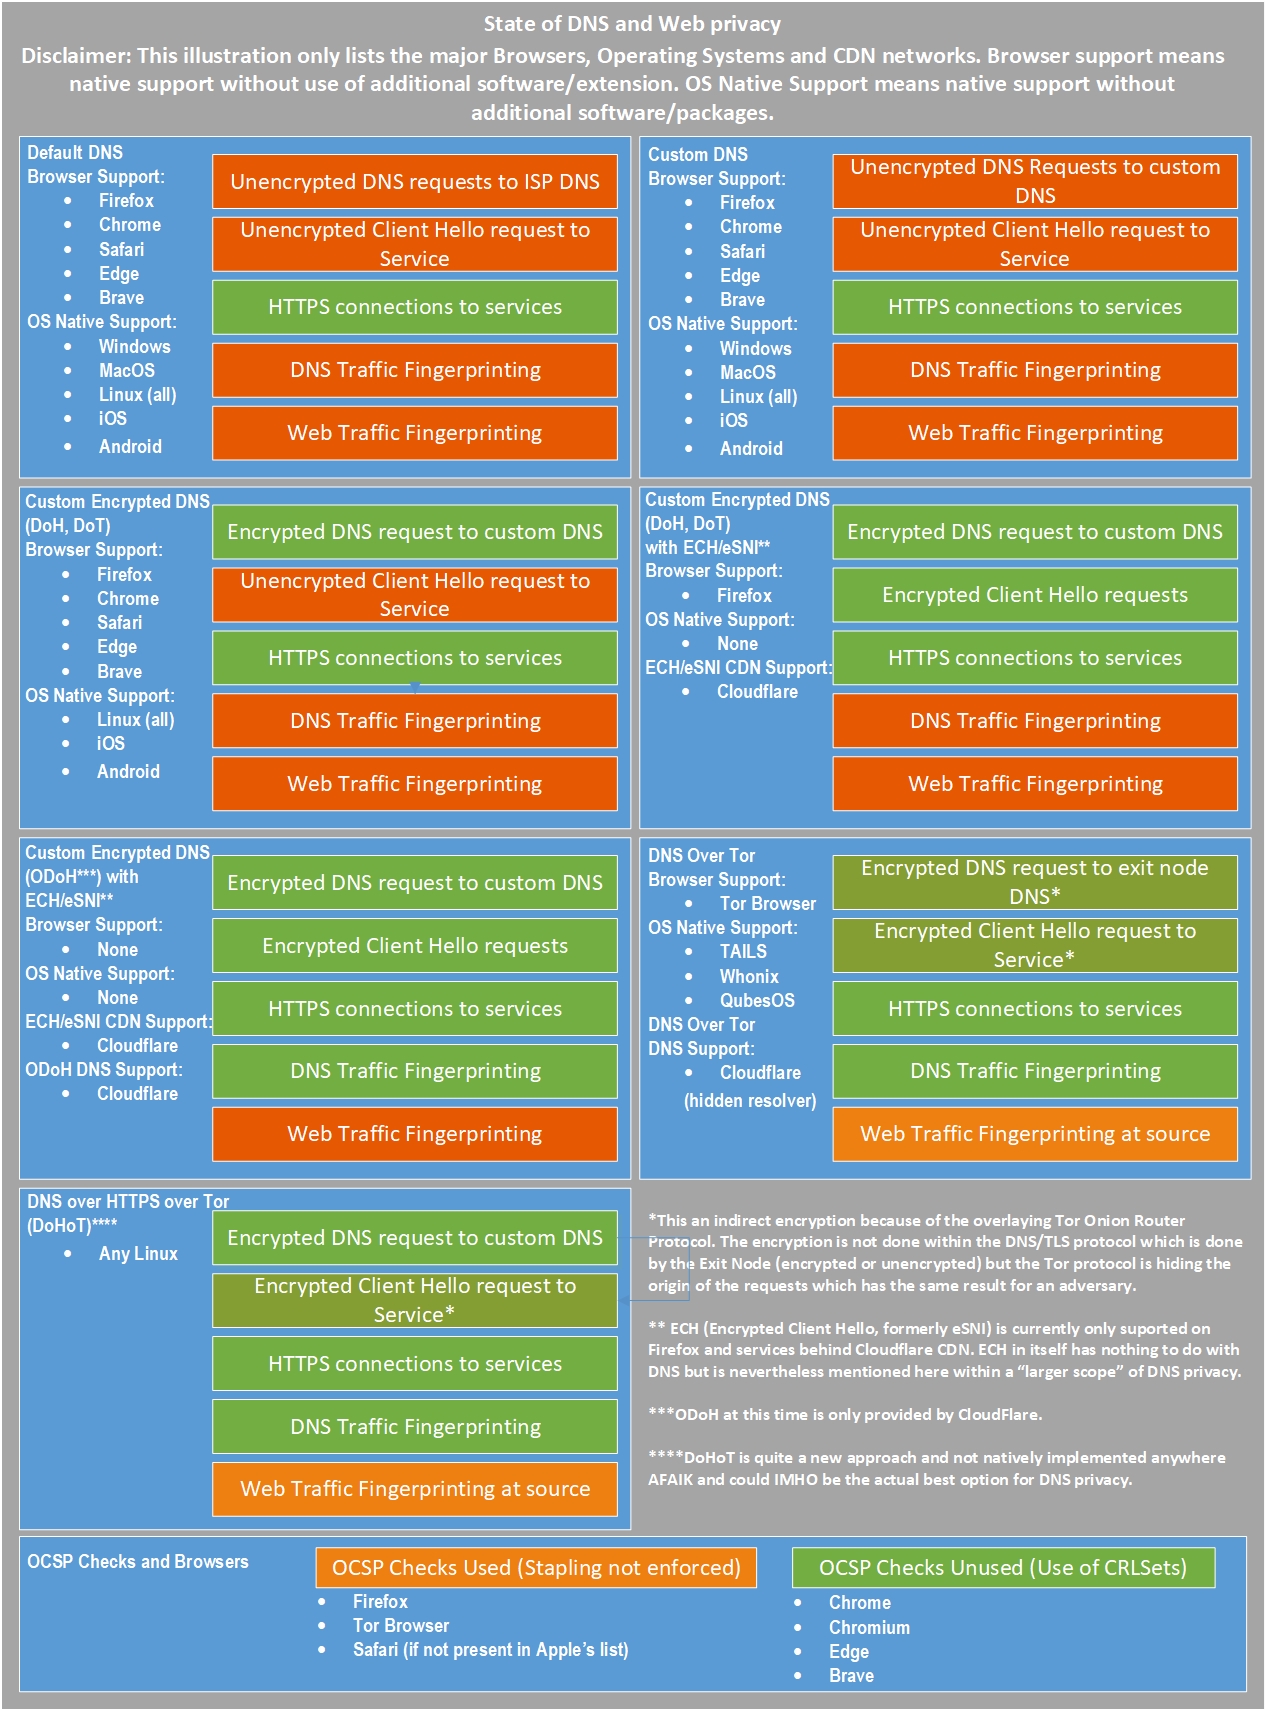 State of DNS and Web privacy
Disclaimer: This illustration only lists the major Browsers, Operating Systems and CDN networks. Browser support means
native support without use of additional software/extension. OS Native Support means native support without
additional software/packages.
Default DNS
Browser Support:
• Firefox
• Chrome
• Safari
• Edge
• Brave
OS Native Support:
• Windows
• MacOS
• Linux (all)
• iOS
• Android
Unencrypted DNS requests to ISP DNS
Unencrypted Client Hello request to
Service
HTTPS connections to services
DNS Traffic Fingerprinting
Web Traffic Fingerprinting
Custom DNS
Browser Support:
• Firefox
• Chrome
• Safari
• Edge
• Brave
OS Native Support:
• Windows
• MacOS
• Linux (all)
• iOS
• Android
Unencrypted DNS Requests to custom
DNS
Unencrypted Client Hello request to
Service
HTTPS connections to services
DNS Traffic Fingerprinting
Web Traffic Fingerprinting
Custom Encrypted DNS
(DoH, DoT)
Browser Support:
• Firefox
• Chrome
• Safari
• Edge
• Brave
OS Native Support:
• Linux (all)
• iOS
• Android
Encrypted DNS request to custom DNS
Unencrypted Client Hello request to
Service
HTTPS connections to services
DNS Traffic Fingerprinting
Web Traffic Fingerprinting
Custom Encrypted DNS
(DoH, DoT)
with ECH/eSNI**
Browser Support:
• Firefox
OS Native Support:
• None
ECH/eSNI CDN Support:
• Cloudflare
Encrypted DNS request to custom DNS
Encrypted Client Hello requests
HTTPS connections to services
DNS Traffic Fingerprinting
Web Traffic Fingerprinting
Custom Encrypted DNS
(ODoH***) with
ECH/eSNI**
Browser Support:
• None
OS Native Support:
• None
ECH/eSNI CDN Support:
• Cloudflare
ODoH DNS Support:
• Cloudflare
Encrypted DNS request to custom DNS
Encrypted Client Hello requests
HTTPS connections to services
DNS Traffic Fingerprinting
Web Traffic Fingerprinting
DNS Over Tor
Browser Support:
• Tor Browser
OS Native Support:
• TAILS
• Whonix
• QubesOS
DNS Over Tor
DNS Support:
• Cloudflare
(hidden resolver)
Encrypted DNS request to exit node
DNS*
Encrypted Client Hello request to
Service*
HTTPS connections to services
DNS Traffic Fingerprinting
Web Traffic Fingerprinting at source
DNS over HTTPS over Tor
(DoHoT)****
• Any Linux
Encrypted DNS request to custom DNS
Encrypted Client Hello request to
Service*
HTTPS connections to services
DNS Traffic Fingerprinting
Web Traffic Fingerprinting at source
*This an indirect encryption because of the overlaying Tor Onion Router
Protocol. The encryption is not done within the DNS/TLS protocol which is done
by the Exit Node (encrypted or unencrypted) but the Tor protocol is hiding the
origin of the requests which has the same result for an adversary.
** ECH (Encrypted Client Hello, formerly eSNI) is currently only suported on
Firefox and services behind Cloudflare CDN. ECH in itself has nothing to do with
DNS but is nevertheless mentioned here within a “larger scope” of DNS privacy.
***ODoH at this time is only provided by CloudFlare.
****DoHoT is quite a new approach and not natively implemented anywhere
AFAIK and could IMHO be the actual best option for DNS privacy.
OCSP Checks and Browsers
OCSP Checks Used (Stapling not enforced)
• Firefox
• Tor Browser
• Safari (if not present in Apple’s list)
OCSP Checks Unused (Use of CRLSets)
• Chrome
• Chromium
• Edge
• Brave